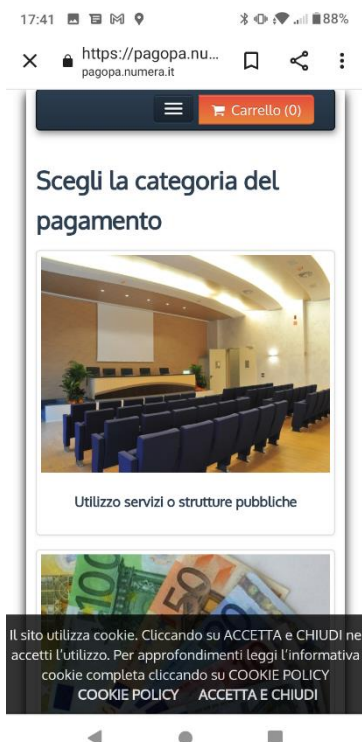 17:41
88%
https://pagopa.nu...
pagopa.numera.it
Carrello (0)
Scegli la categoria del
pagamento
Utilizzo servizi o strutture pubbliche
100
50
Il sito utilizza cookie. Cliccando su ACCETTA e CHIUDI ne
accetti l'utilizzo. Per approfondimenti leggi l'informativa
cookie completa cliccando su COOKIE POLICY
COOKIE POLICY ACCETTA E CHIUDI